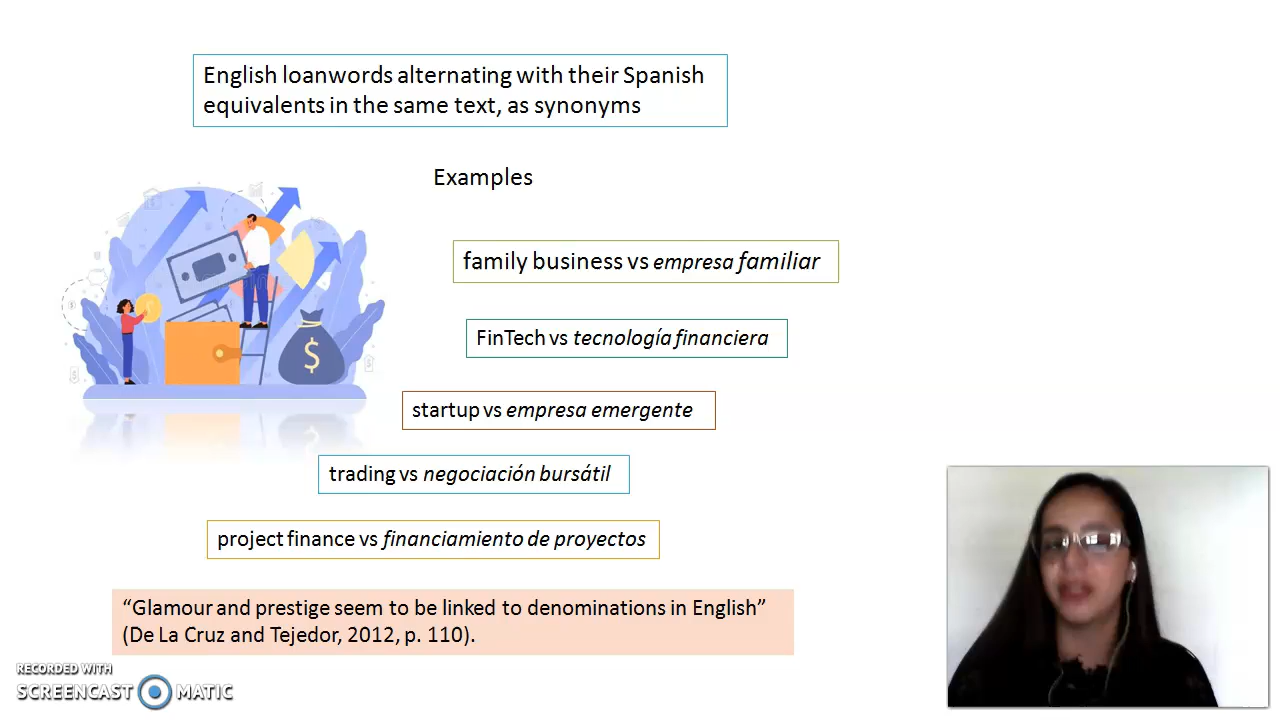 English loanwords alternating with their Spanish
equivalents in the same text, as synonyms
Examples
family business vs empresa familiar
FinTech vs tecnología financiera
startup vs empresa emergente
trading vs negociación bursátil
project finance vs financiamiento de proyectos
“Glamour and prestige seem to be linked to denominations in English”
(De La Cruz and Tejedor, 2012, p. 110).
RECORDED WITH
SCREENCAST MATIC
$